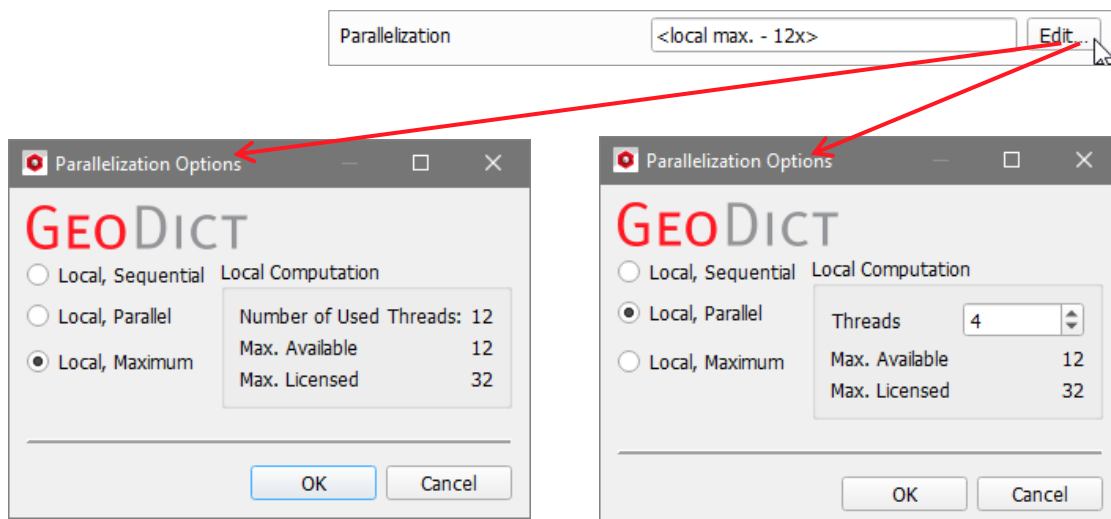 Parallelization <local max. - 12x> Edit...
Parallelization Options
GEODICT
Local, Sequential Local Computation
Local, Parallel Number of Used Threads: 12
Max. Available 12
Local, Maximum
Max. Licensed 32
OK Cancel
Parallelization Options
GEODICT
Local, Sequential Local Computation
Local, Parallel Threads 4
Local, Maximum Max. Available 12
Max. Licensed 32
OK Cancel